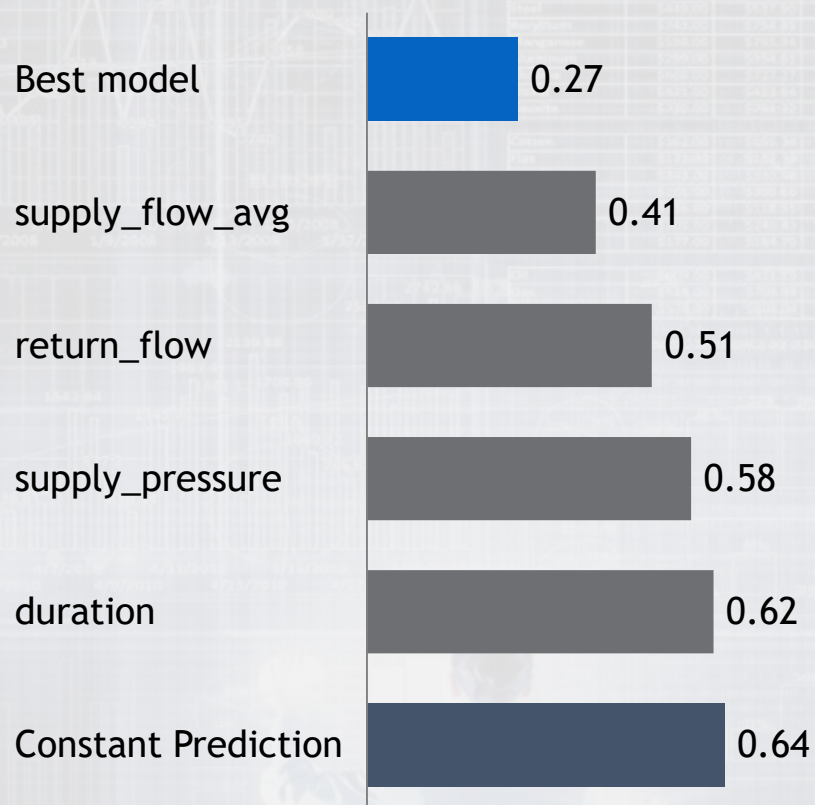 Best model 0.27
supply_flow_avg 0.41
return_flow 0.51
supply_pressure 0.58
duration 0.62
Constant Prediction 0.64